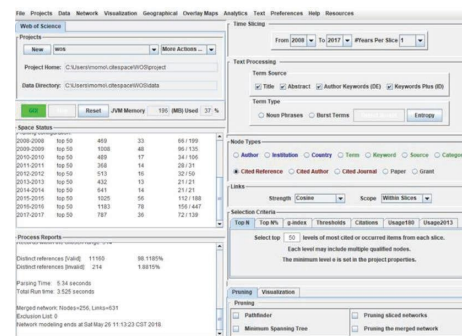 File Projects Data Network Visualization Geographical Overlay Maps Analytics Text Preferences Help Resources
Web of Science
Projects
New wos More Actions ...
Project Home: C:\Users\momo\.citespace\WOS\project
Data Directory: C:\Users\momo\.citespace\WOS\data
GO! Reset JVM Memory 186 (MB) Used 37 %
Space Status
2008-2008 top 50 469 33 66 / 199
2009-2009 top 50 1008 48 96 / 135
2010-2010 top 50 489 17 34 / 106
2011-2011 top 50 368 14 28 / 31
2012-2012 top 50 513 16 32 / 50
2013-2013 top 50 432 13 21 / 21
2014-2014 top 50 641 14 21 / 21
2015-2015 top 50 1025 56 112 / 188
2016-2016 top 50 1183 78 156 / 447
2017-2017 top 50 787 36 72 / 139
Process Reports
Distinct references [Valid] 11160 98.1185%
Distinct references [Invalid] 214 1.8815%
Parsing Time: 5.34 seconds
Total Run time: 5.525 seconds
Merged network: Nodes=256, Links=631
Exclusion List: 0
Network modeling ends at Sat May 26 11:13:23 CST 2018.
Time Slicing
From 2008 To 2017 #Years Per Slice 1
Text Processing
Term Source
Title Abstract Author Keywords (DE) Keywords Plus (ID)
Term Type
Noun Phrases Burst Terms Entropy
Node Types
Author Institution Country Term Keyword Source Category
Cited Reference Cited Author Cited Journal Paper Grant
Links
Strength Cosine Scope Within Slices
Selection Criteria
Top N Top N% g-index Thresholds Citations Usage180 Usage2013
Select top 50 levels of most cited or occurred items from each slice.
Each level may include multiple qualified nodes.
The minimum level e is set in the project properties.
Pruning Visualization
Pruning
Pathfinder Pruning sliced networks
Minimum Spanning Tree Pruning the merged network